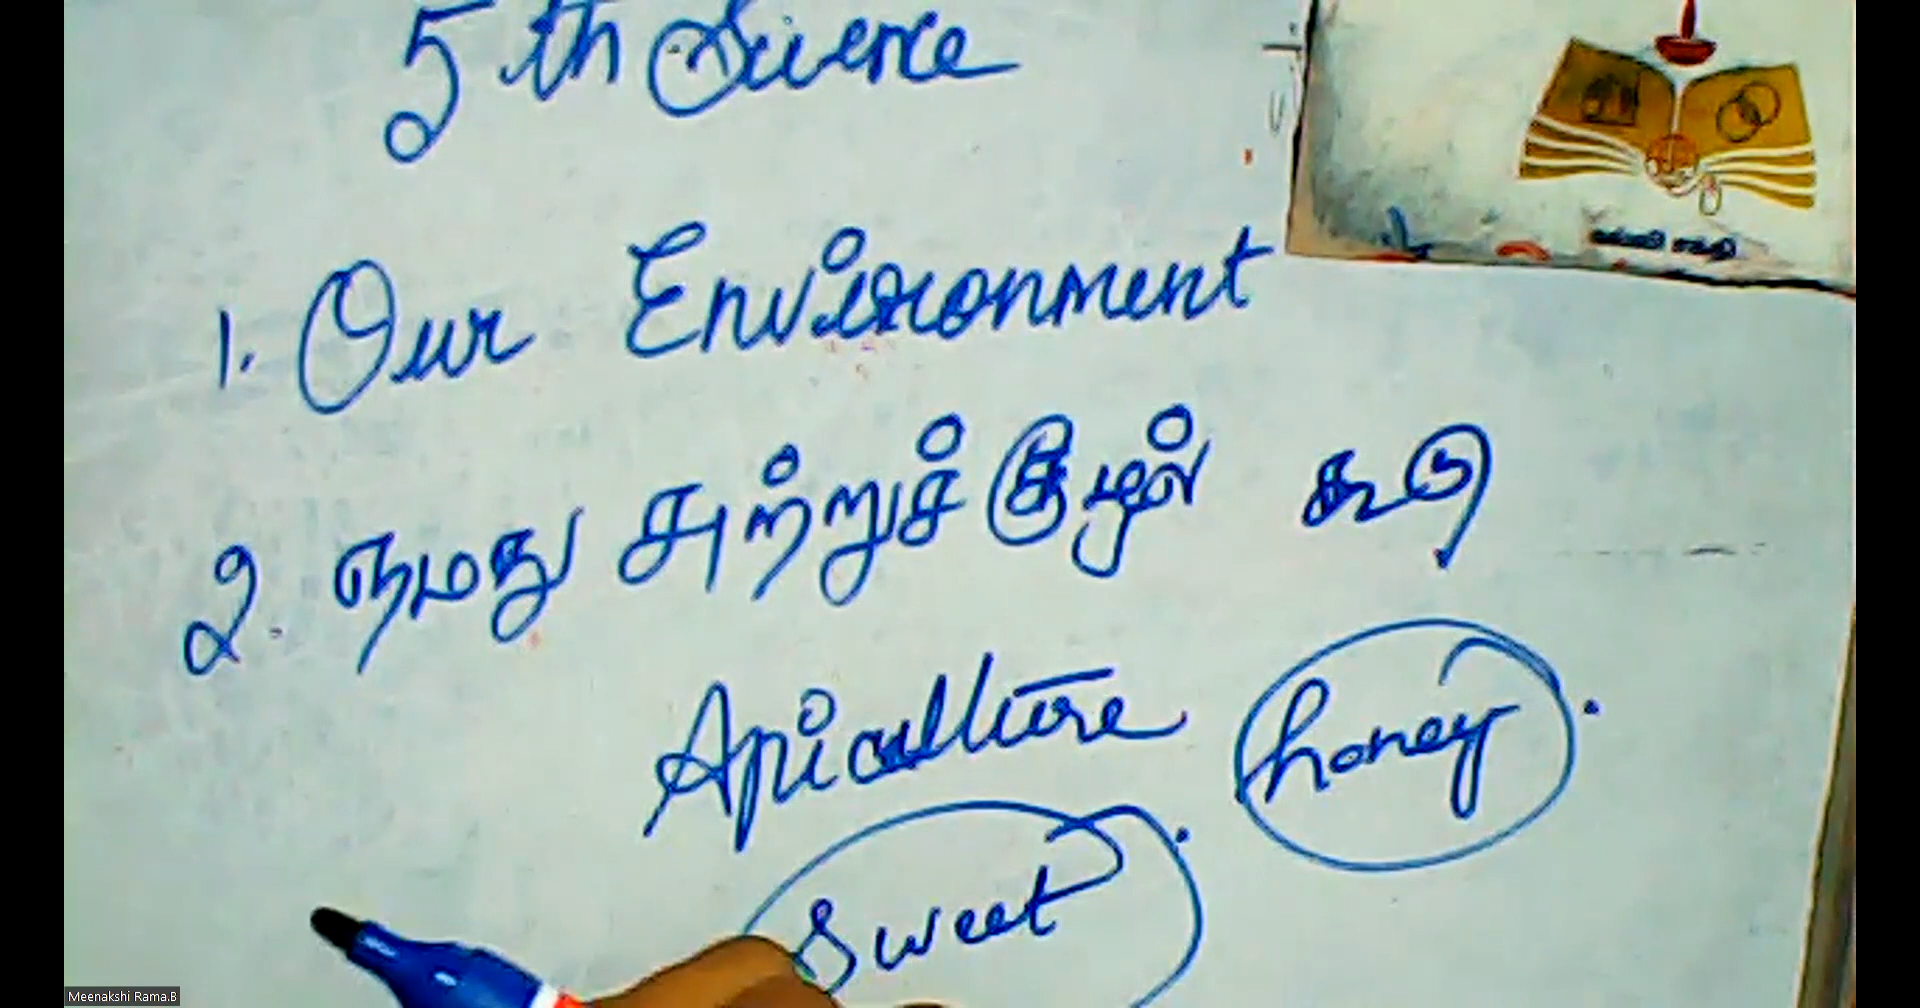 5th Science
1. Our Environment
2. நமது சுற்றுச்சூழல்
Apiculture honey.
Sweet
Meenakshi Rama.B